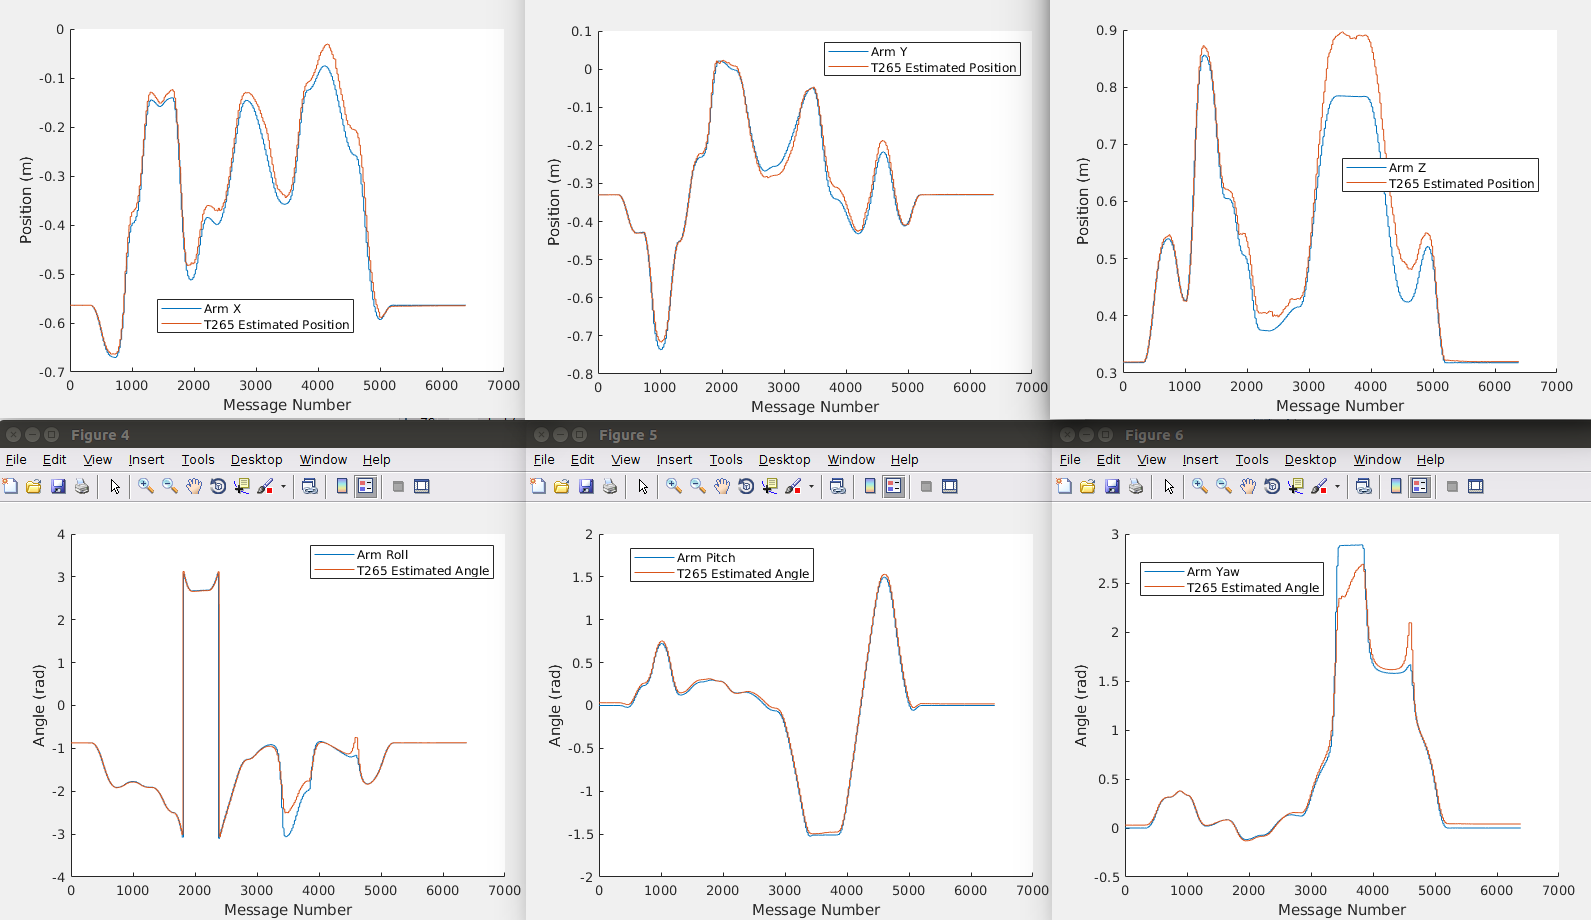 0
-0.1
-0.2
-0.3
-0.4
-0.5
-0.6
-0.7
Position (m)
Arm X
T265 Estimated Position
0 1000 2000 3000 4000 5000 6000 7000
Message Number
0.1
0
-0.1
-0.2
-0.3
-0.4
-0.5
-0.6
-0.7
-0.8
Position (m)
Arm Y
T265 Estimated Position
0 1000 2000 3000 4000 5000 6000 7000
Message Number
0.9
0.8
0.7
0.6
0.5
0.4
0.3
Position (m)
Arm Z
T265 Estimated Position
0 1000 2000 3000 4000 5000 6000 7000
Message Number
Figure 4
File Edit View Insert Tools Desktop Window Help
4
3
2
1
0
-1
-2
-3
-4
Angle (rad)
Arm Roll
T265 Estimated Angle
0 1000 2000 3000 4000 5000 6000 7000
Message Number
Figure 5
File Edit View Insert Tools Desktop Window Help
2
1.5
1
0.5
0
-0.5
-1
-1.5
-2
Angle (rad)
Arm Pitch
T265 Estimated Angle
0 1000 2000 3000 4000 5000 6000 7000
Message Number
Figure 6
File Edit View Insert Tools Desktop Window Help
3
2.5
2
1.5
1
0.5
0
-0.5
Angle (rad)
Arm Yaw
T265 Estimated Angle
0 1000 2000 3000 4000 5000 6000 7000
Message Number